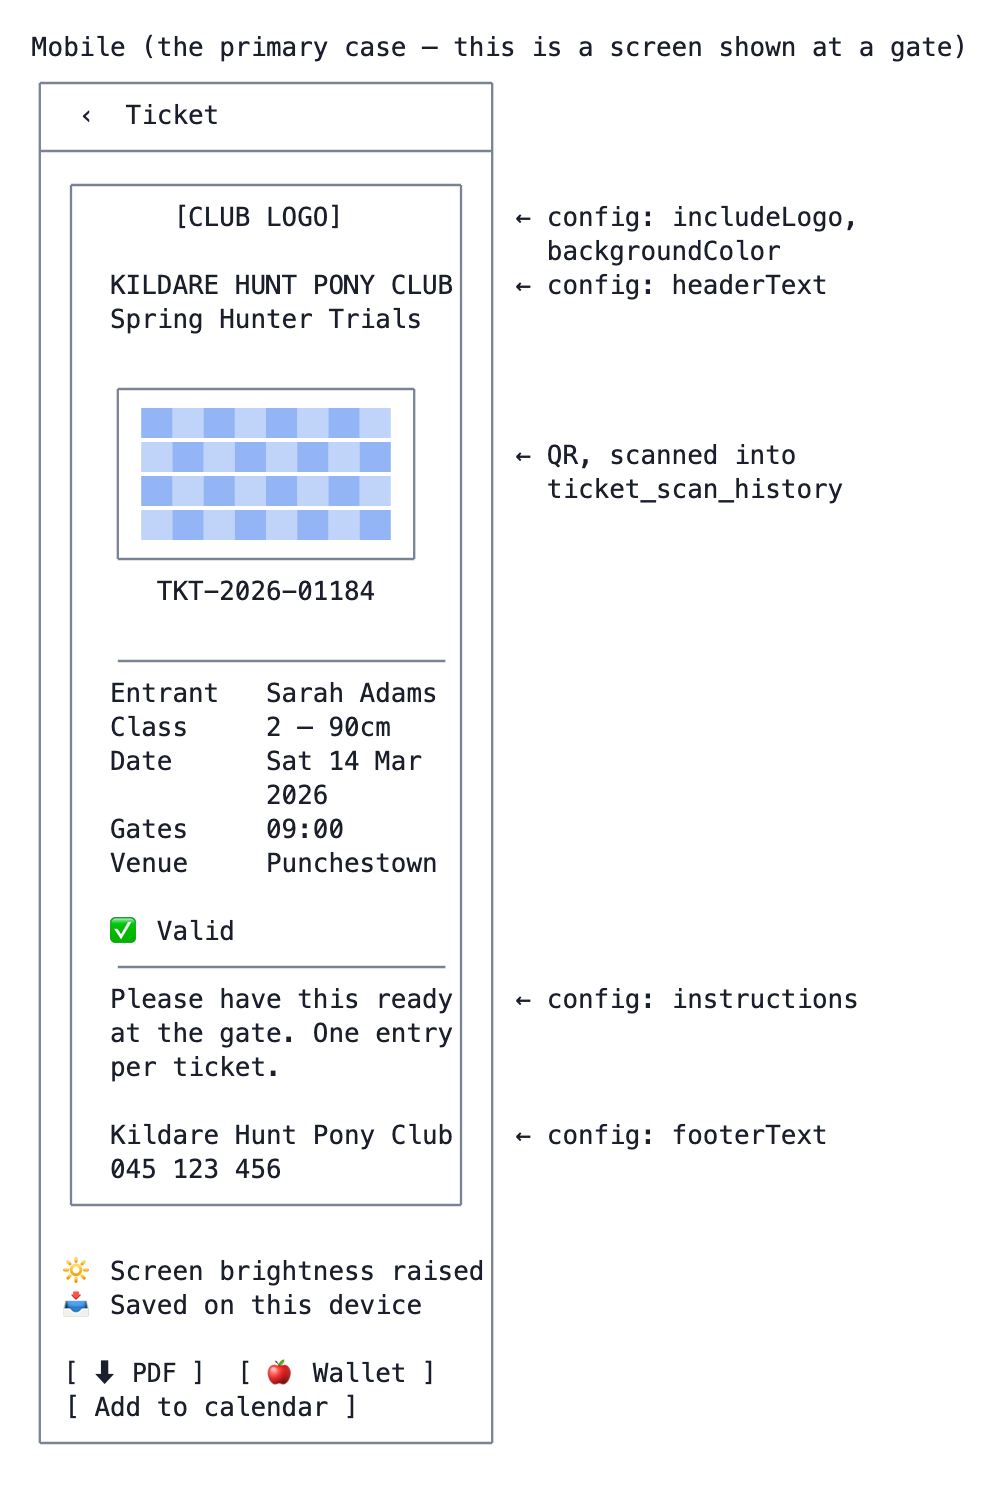 Mobile (the primary case — this is a screen shown at a gate)
‹ Ticket
[CLUB LOGO] ← config: includeLogo,
backgroundColor
KILDARE HUNT PONY CLUB ← config: headerText
Spring Hunter Trials
← QR, scanned into
ticket_scan_history
TKT-2026-01184
Entrant Sarah Adams
Class 2 — 90cm
Date Sat 14 Mar
2026
Gates 09:00
Venue Punchestown
✅ Valid
Please have this ready ← config: instructions
at the gate. One entry
per ticket.
Kildare Hunt Pony Club ← config: footerText
045 123 456
🔆 Screen brightness raised
📥 Saved on this device
[ ⬇ PDF ] [ 🍎 Wallet ]
[ Add to calendar ]